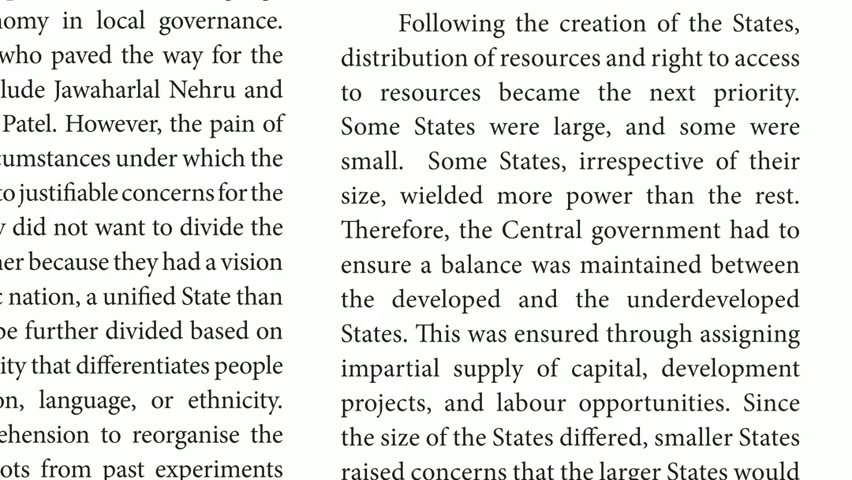 nomy in local governance.
who paved the way for the
lude Jawaharlal Nehru and
Patel. However, the pain of
cumstances under which the
to justifiable concerns for the
y did not want to divide the
her because they had a vision
c nation, a unified State than
be further divided based on
ity that differentiates people
on, language, or ethnicity.
ehension to reorganise the
ots from past experiments
Following the creation of the States,
distribution of resources and right to access
to resources became the next priority.
Some States were large, and some were
small. Some States, irrespective of their
size, wielded more power than the rest.
Therefore, the Central government had to
ensure a balance was maintained between
the developed and the underdeveloped
States. This was ensured through assigning
impartial supply of capital, development
projects, and labour opportunities. Since
the size of the States differed, smaller States
raised concerns that the larger States would